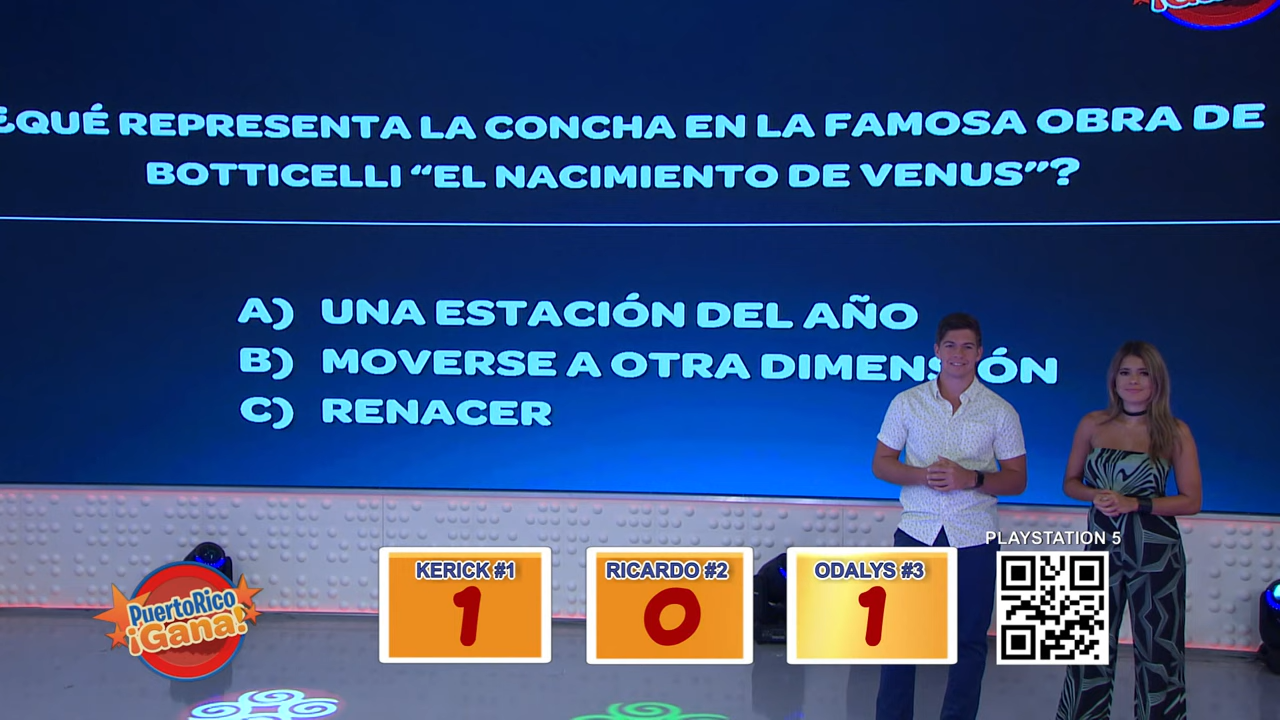 ¿QUÉ REPRESENTA LA CONCHA EN LA FAMOSA OBRA DE
BOTTICELLI “EL NACIMIENTO DE VENUS”?
A) UNA ESTACIÓN DEL AÑO
B) MOVERSE A OTRA DIMENSIÓN
C) RENACER
PLAYSTATION 5
KERICK #1
1
RICARDO #2
0
ODALYS #3
1
PuertoRico
¡Gana!